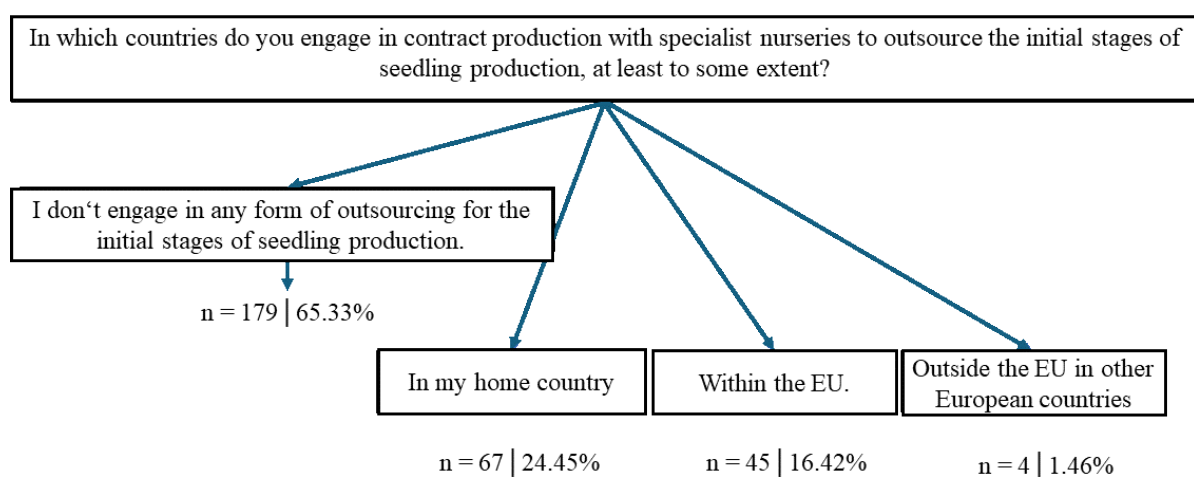 In which countries do you engage in contract production with specialist nurseries to outsource the initial stages of
seedling production, at least to some extent?
I don‘t engage in any form of outsourcing for the
initial stages of seedling production.
n = 179 | 65.33%
In my home country
Within the EU.
Outside the EU in other
European countries
n = 67 | 24.45%
n = 45 | 16.42%
n = 4 | 1.46%